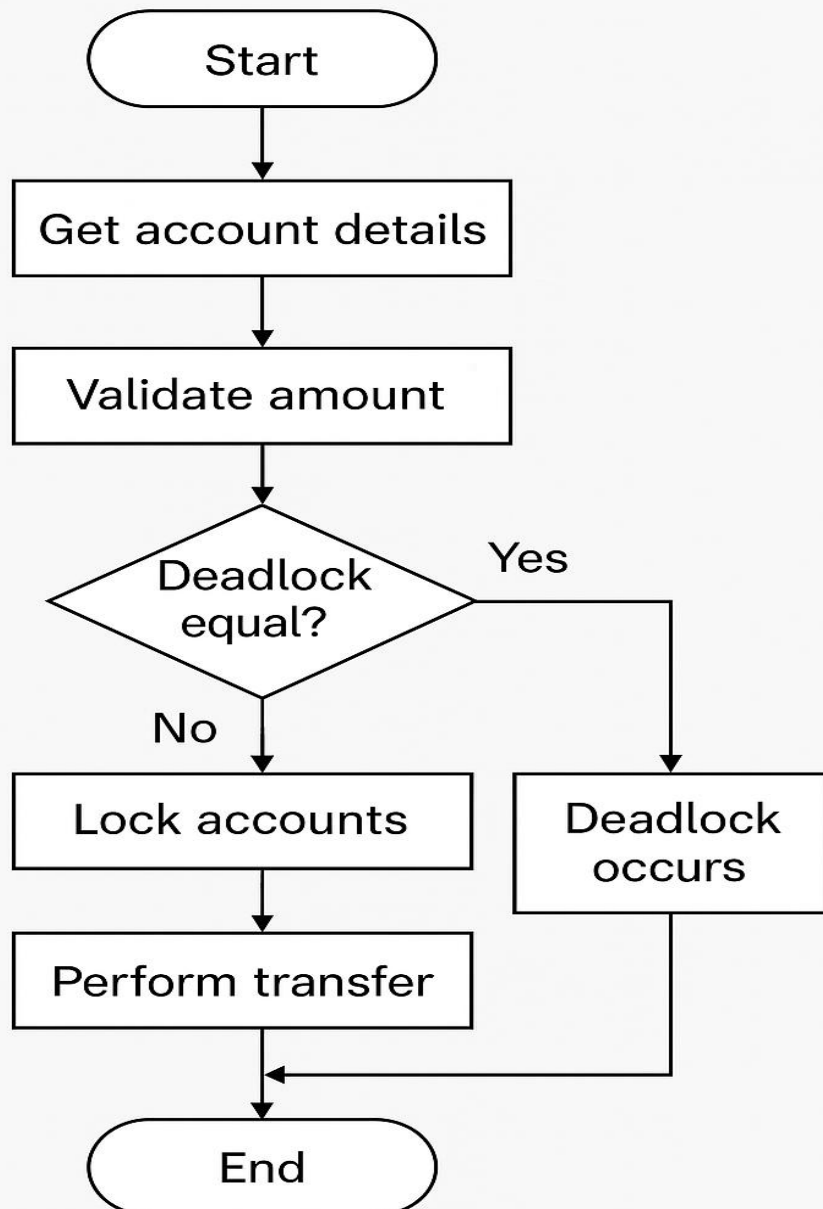 Start
Get account details
Validate amount
Deadlock
equal?
Yes
No
Lock accounts
Deadlock
occurs
Perform transfer
End